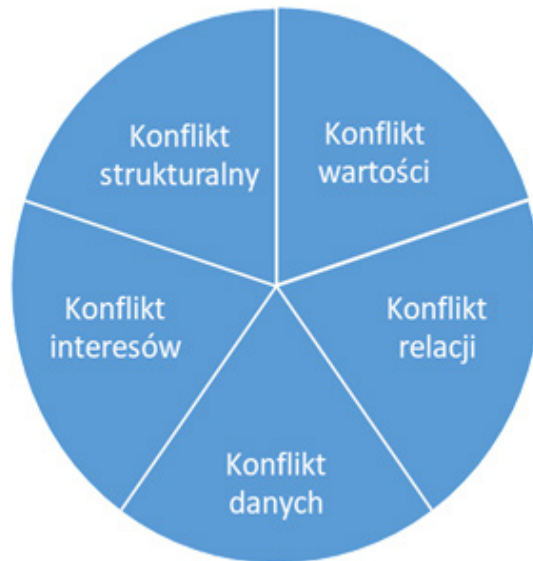 Konflikt
strukturalny
Konflikt
wartości
Konflikt
interesów
Konflikt
relacji
Konflikt
danych